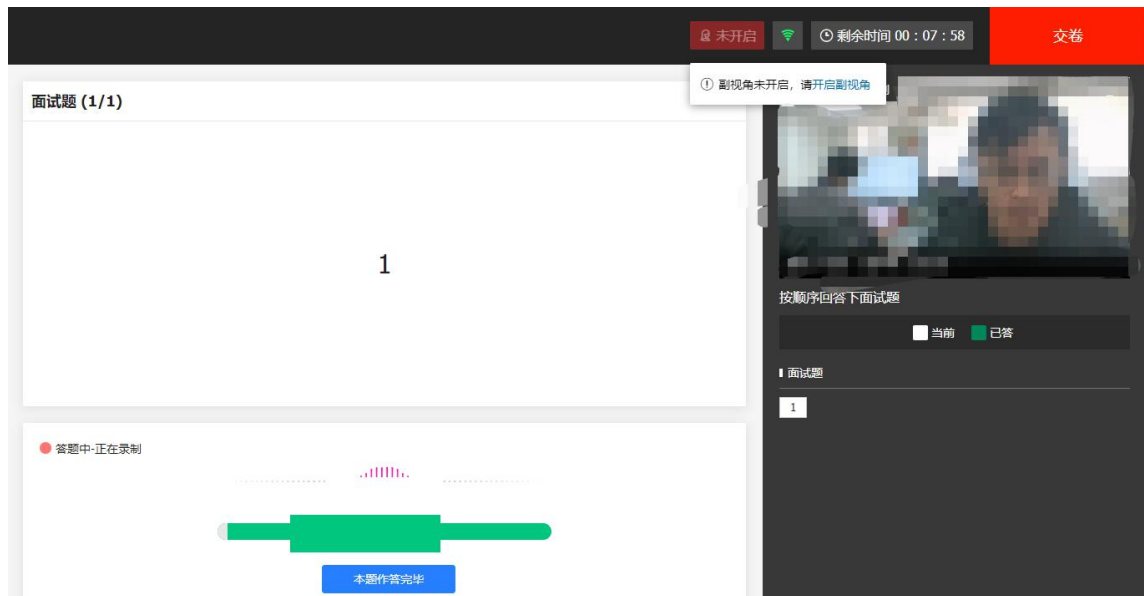 未开启
剩余时间 00：07：58
交卷
副视角未开启，请开启副视角
面试题 (1/1)
1
按顺序回答下面试题
当前
已答
面试题
1
答题中-正在录制
本题作答完毕